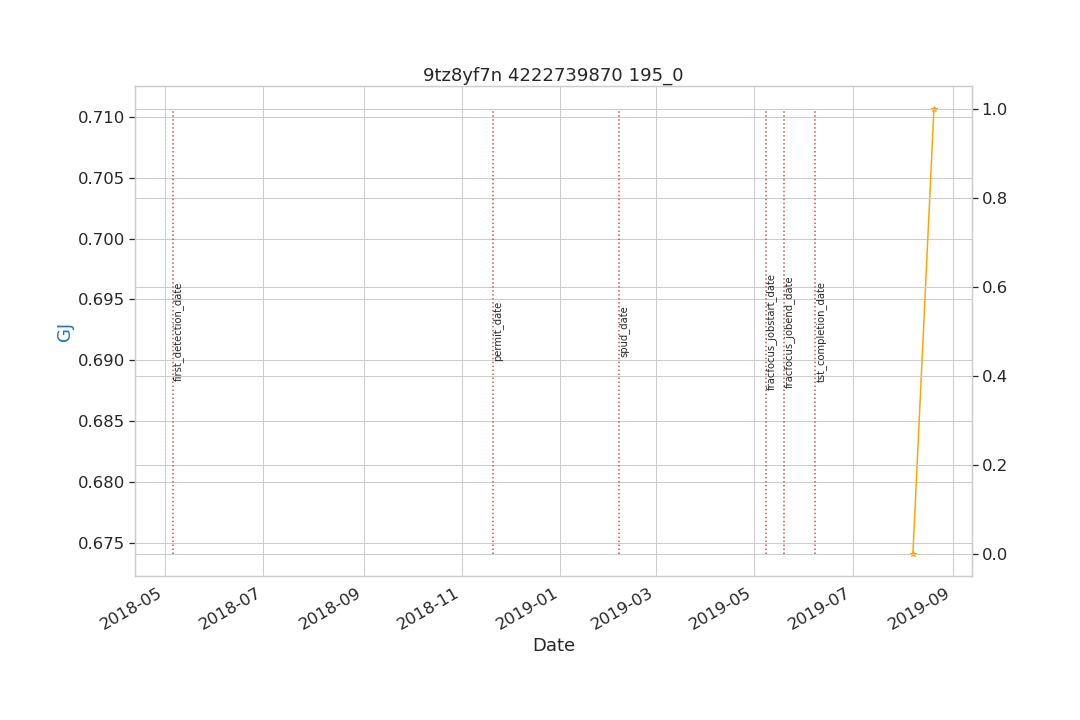 9tz8yf7n 4222739870 195_0
GJ
0.710
0.705
0.700
0.695
0.690
0.685
0.680
0.675
1.0
0.8
0.6
0.4
0.2
0.0
first_detection_date
permit_date
spud_date
fracfocus_jobstart_date
fracfocus_jobend_date
tst_completion_date
2018-05
2018-07
2018-09
2018-11
2019-01
2019-03
2019-05
2019-07
2019-09
Date